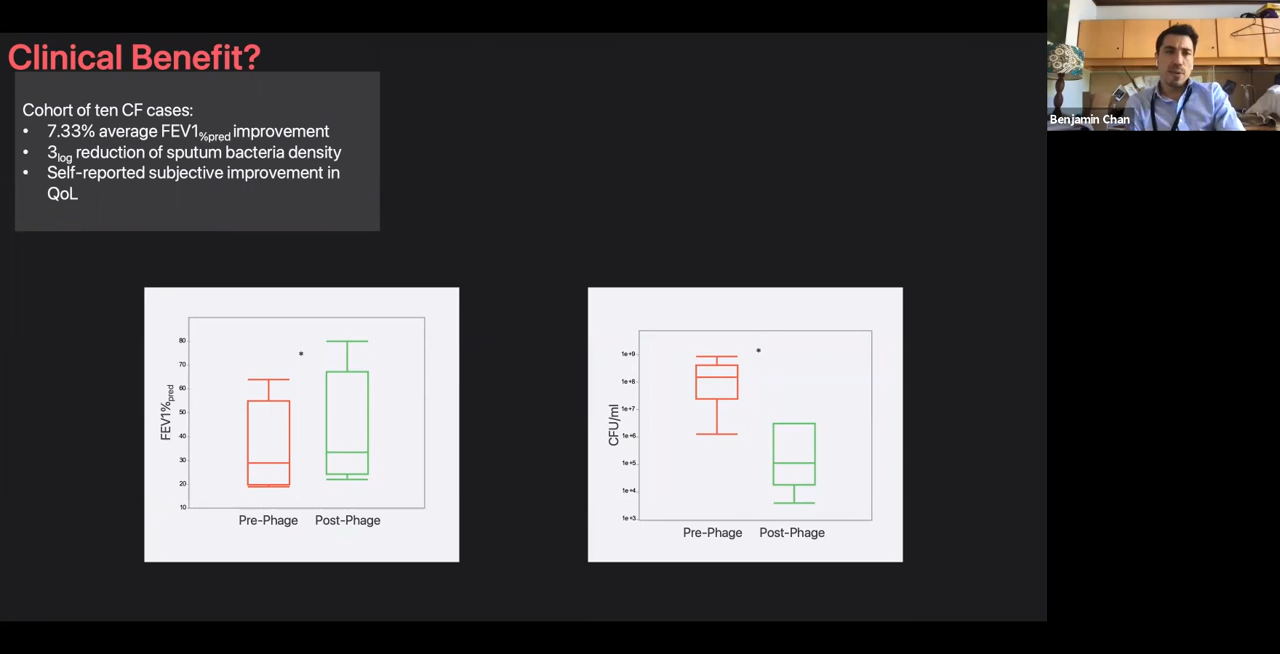 Clinical Benefit?
Cohort of ten CF cases:
• 7.33% average FEV1%pred improvement
• 3log reduction of sputum bacteria density
• Self-reported subjective improvement in
QoL
Benjamin Chan
80
70
60
50
40
30
20
10
FEV1%pred
*
Pre-Phage Post-Phage
1e+9
1e+8
1e+7
1e+6
1e+5
1e+4
1e+3
CFU/ml
*
Pre-Phage Post-Phage